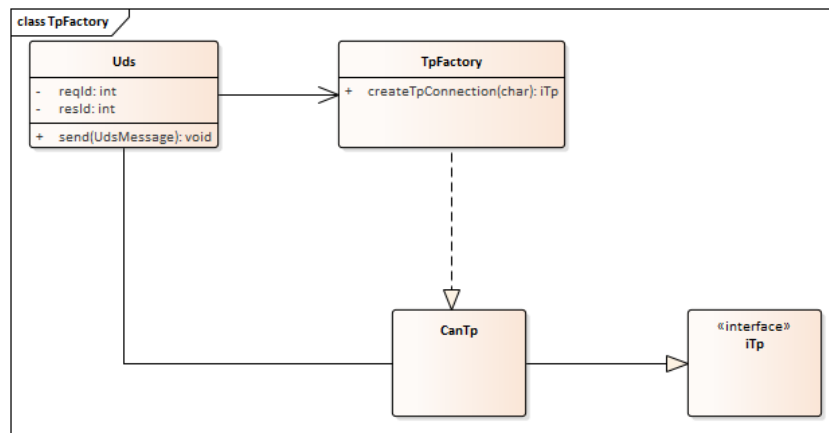 class TpFactory
Uds
- reqId: int
- resId: int
+ send(UdsMessage): void
TpFactory
+ createTpConnection(char): iTp
CanTp
«interface»
iTp